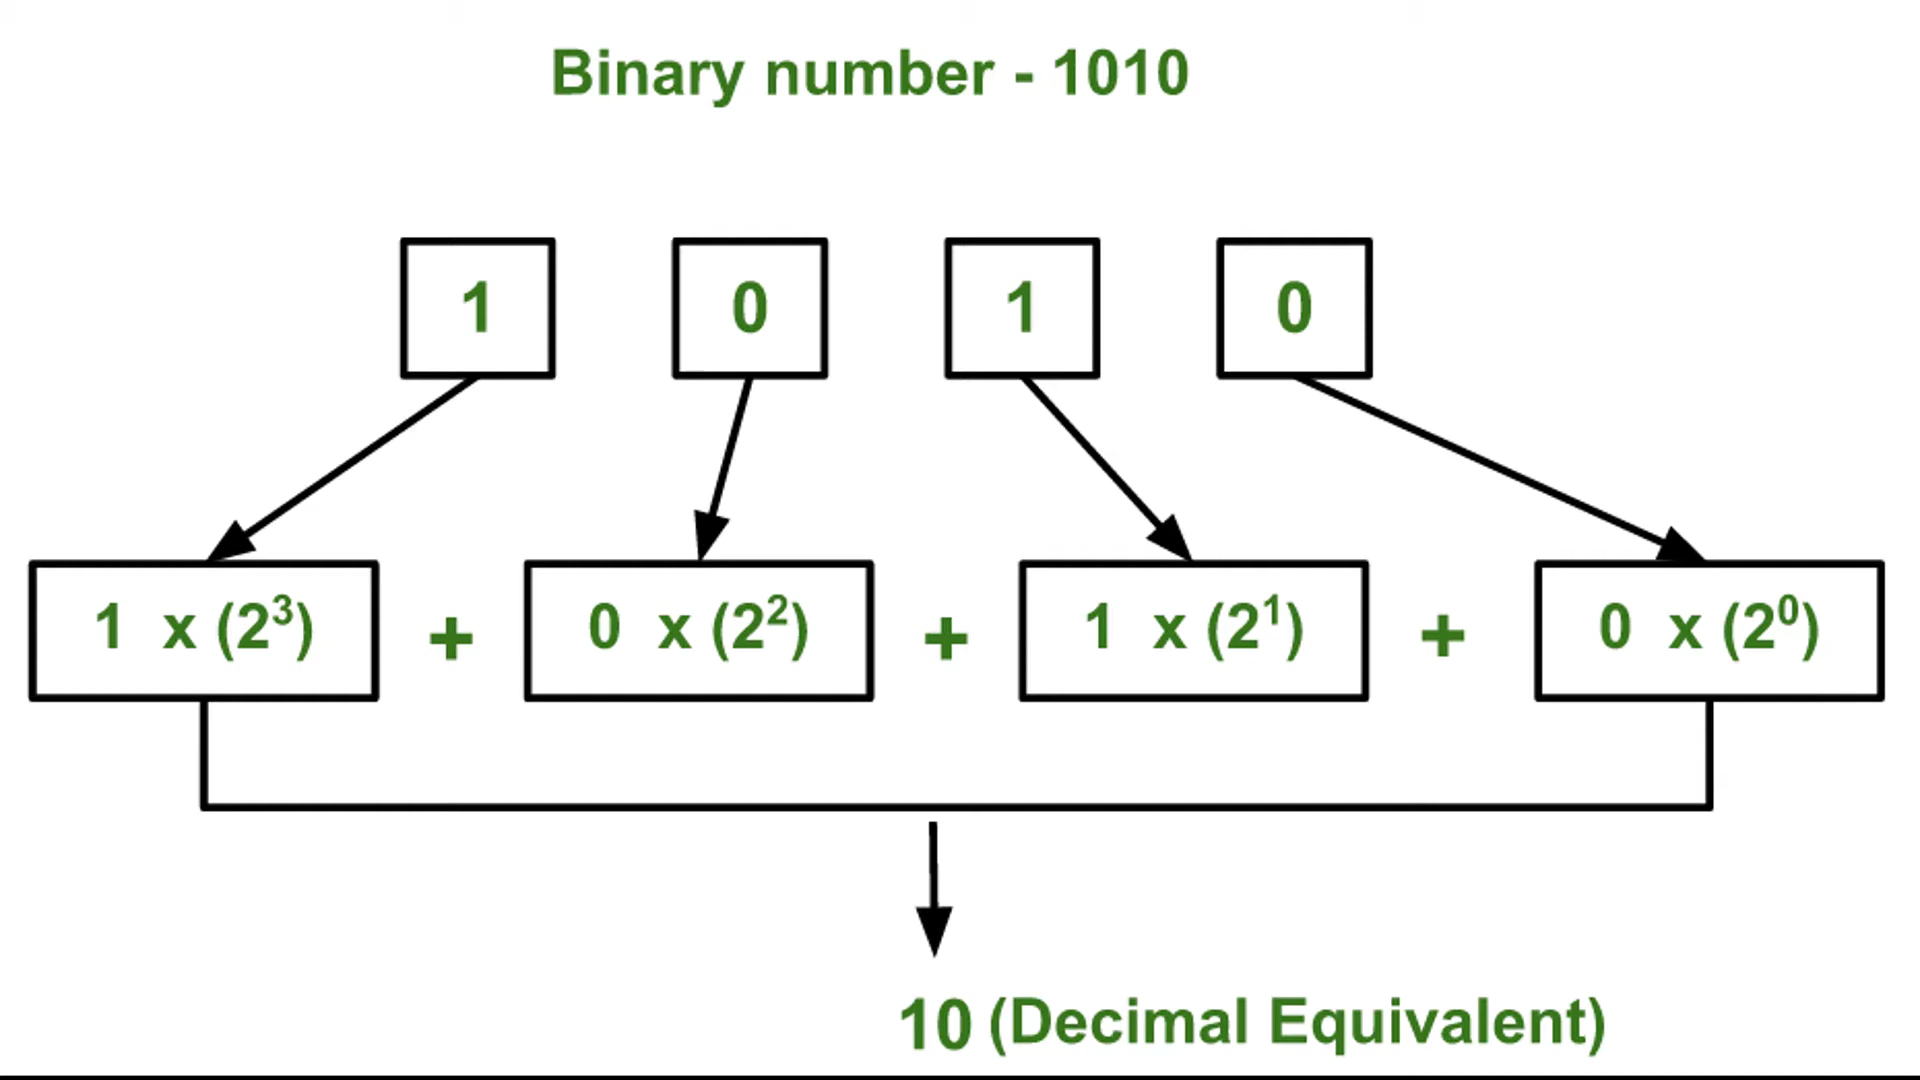 Binary number - 1010
1 0 1 0
1 x (2³) + 0 x (2²) + 1 x (2¹) + 0 x (2⁰)
10 (Decimal Equivalent)